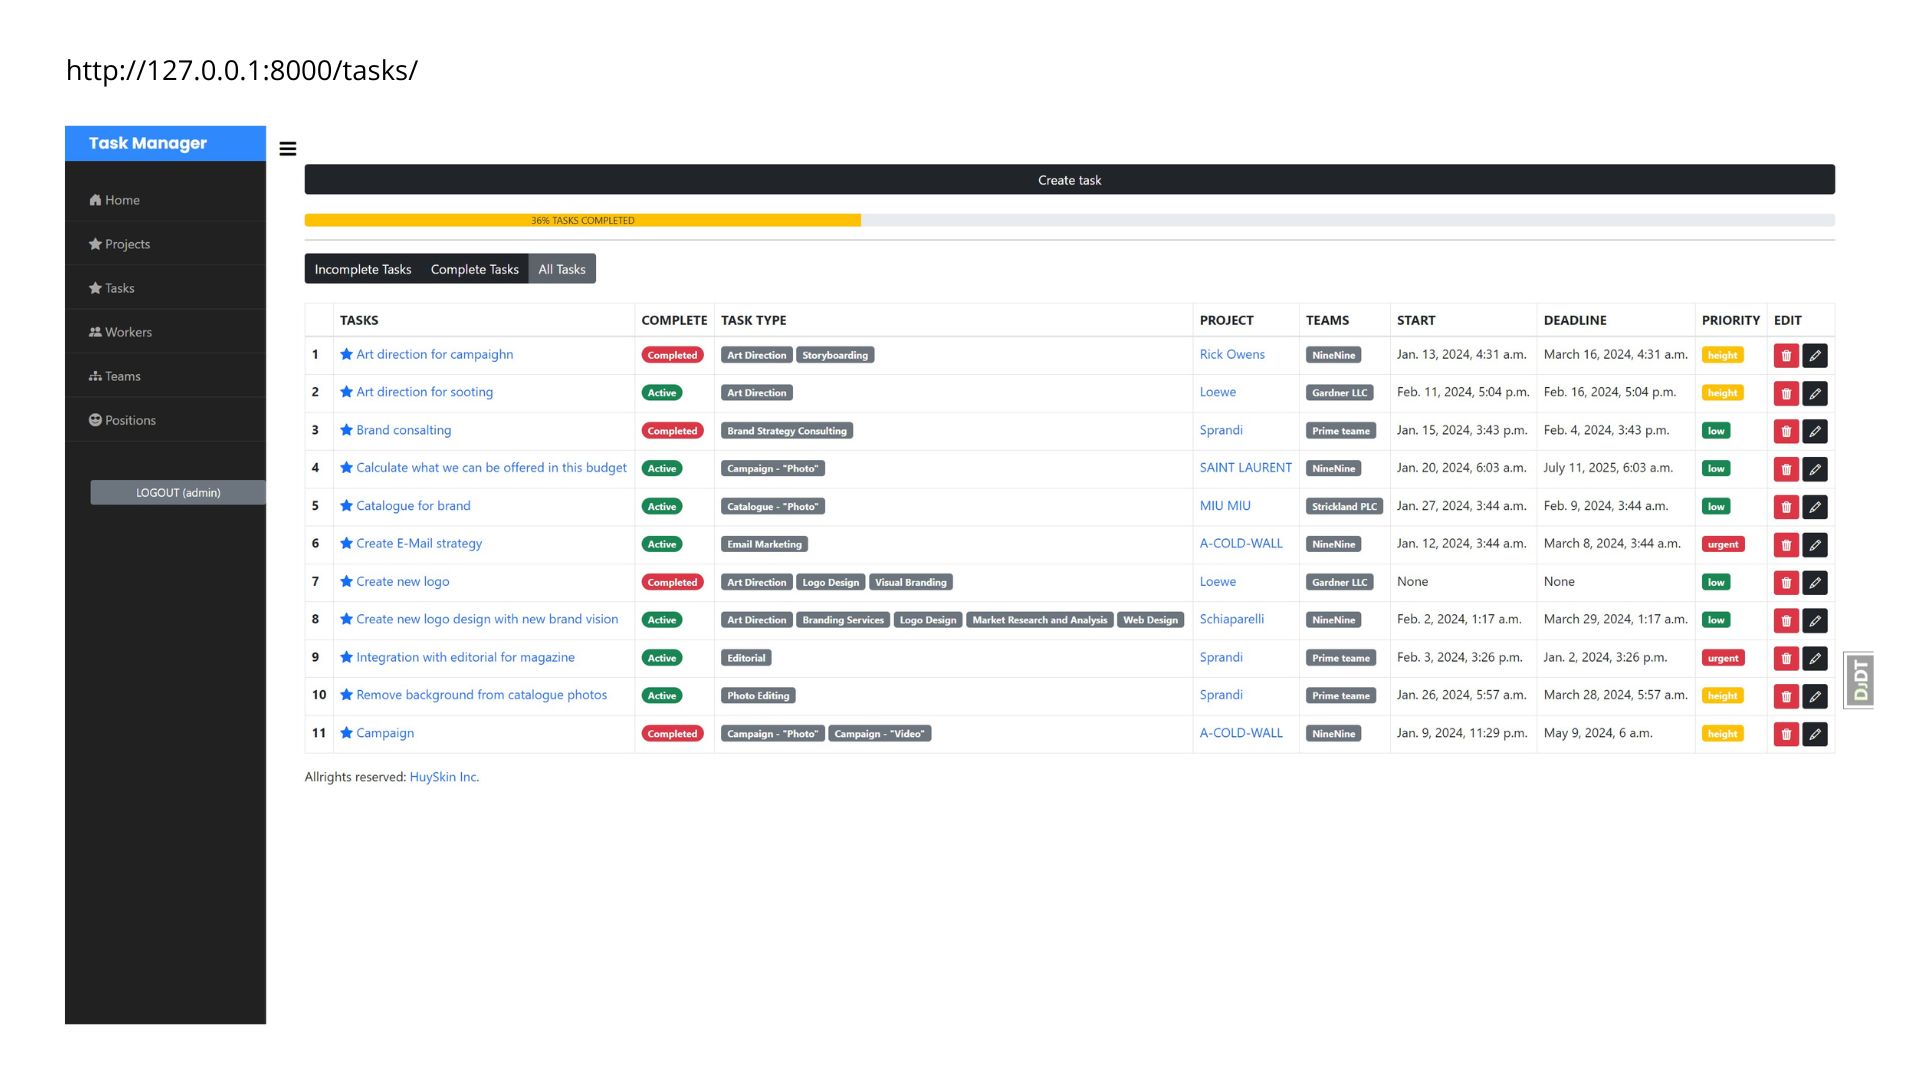 http://127.0.0.1:8000/tasks/
Task Manager
Home
Projects
Tasks
Workers
Teams
Positions
LOGOUT (admin)
Create task
36% TASKS COMPLETED
Incomplete Tasks Complete Tasks All Tasks
TASKS COMPLETE TASK TYPE PROJECT TEAMS START DEADLINE PRIORITY EDIT
1 Art direction for campaighn Completed Art Direction Storyboarding Rick Owens NineNine Jan. 13, 2024, 4:31 a.m. March 16, 2024, 4:31 a.m. height
2 Art direction for sooting Active Art Direction Loewe Gardner LLC Feb. 11, 2024, 5:04 p.m. Feb. 16, 2024, 5:04 p.m. height
3 Brand consalting Completed Brand Strategy Consulting Sprandi Prime teame Jan. 15, 2024, 3:43 p.m. Feb. 4, 2024, 3:43 p.m. low
4 Calculate what we can be offered in this budget Active Campaign - "Photo" SAINT LAURENT NineNine Jan. 20, 2024, 6:03 a.m. July 11, 2025, 6:03 a.m. low
5 Catalogue for brand Active Catalogue - "Photo" MIU MIU Strickland PLC Jan. 27, 2024, 3:44 a.m. Feb. 9, 2024, 3:44 a.m. low
6 Create E-Mail strategy Active Email Marketing A-COLD-WALL NineNine Jan. 12, 2024, 3:44 a.m. March 8, 2024, 3:44 a.m. urgent
7 Create new logo Completed Art Direction Logo Design Visual Branding Loewe Gardner LLC None None low
8 Create new logo design with new brand vision Active Art Direction Branding Services Logo Design Market Research and Analysis Web Design Schiaparelli NineNine Feb. 2, 2024, 1:17 a.m. March 29, 2024, 1:17 a.m. low
9 Integration with editorial for magazine Active Editorial Sprandi Prime teame Feb. 3, 2024, 3:26 p.m. Jan. 2, 2024, 3:26 p.m. urgent
10 Remove background from catalogue photos Active Photo Editing Sprandi Prime teame Jan. 26, 2024, 5:57 a.m. March 28, 2024, 5:57 a.m. height
11 Campaign Completed Campaign - "Photo" Campaign - "Video" A-COLD-WALL NineNine Jan. 9, 2024, 11:29 p.m. May 9, 2024, 6 a.m. height
Allrights reserved: HuySkin Inc.
DJDT